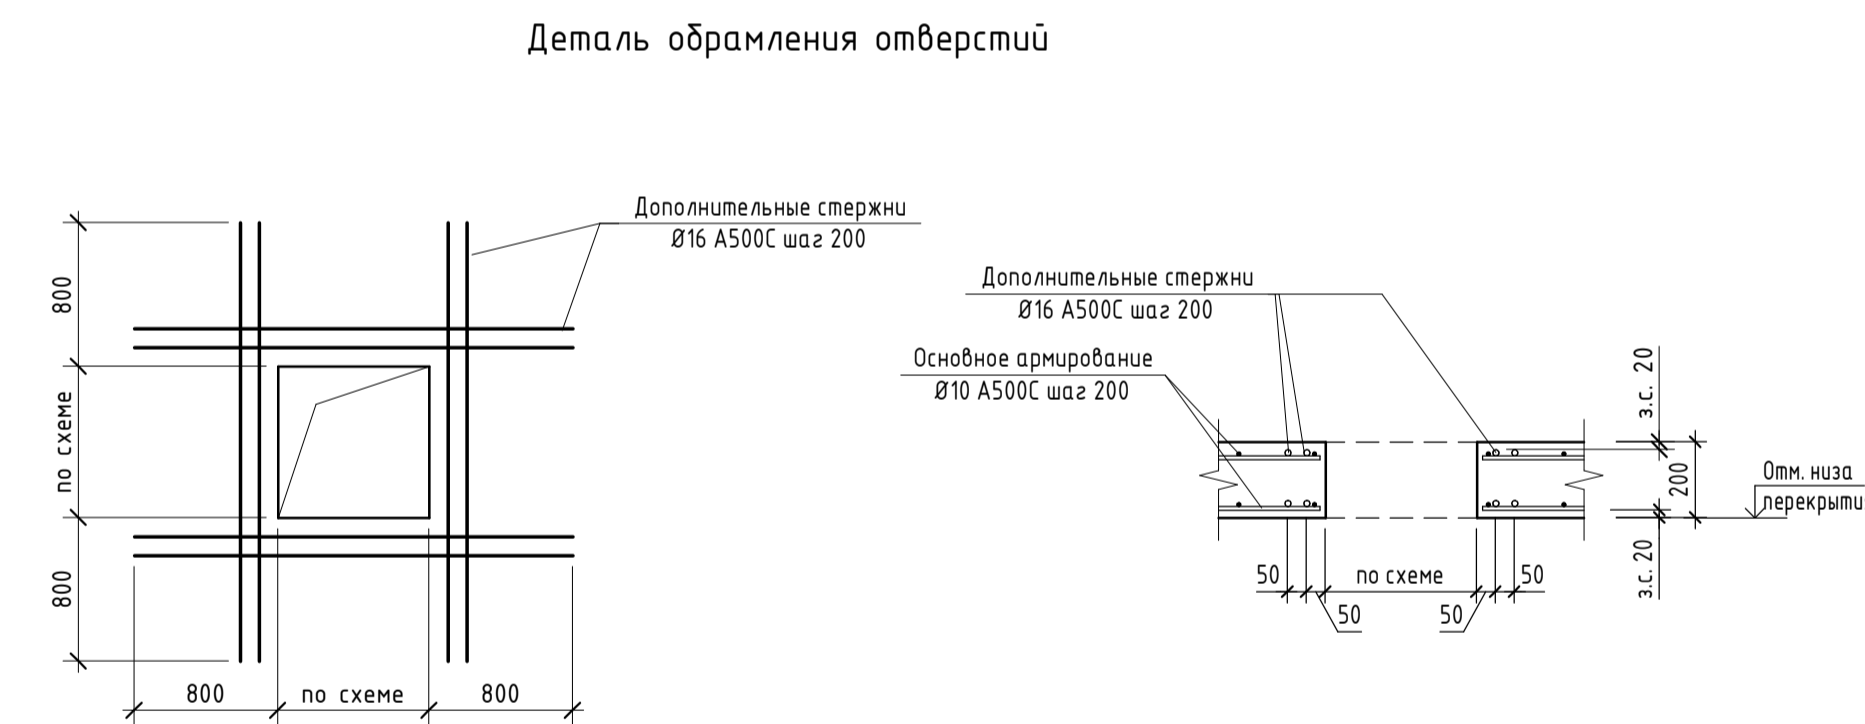 Деталь обрамления отверстий
Дополнительные стержни
Ø16 А500С шаг 200
800
по схеме
800
800
по схеме
800
Дополнительные стержни
Ø16 А500С шаг 200
Основное армирование
Ø10 А500С шаг 200
з.с. 20
200
з.с. 20
Отм. низа
50
по схеме
50
50
50